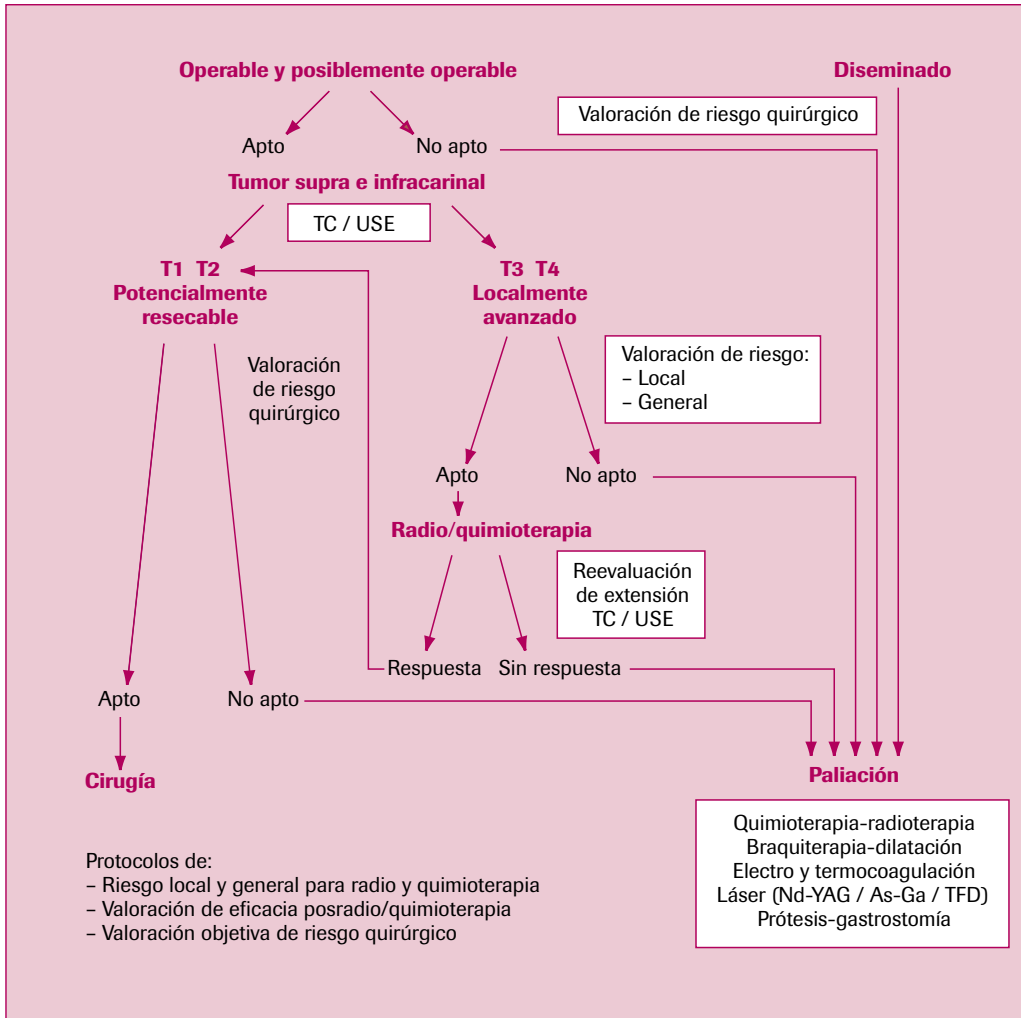 Operable y posiblemente operable
Diseminado
Valoración de riesgo quirúrgico
Apto
No apto
Tumor supra e infracarinal
TC / USE
T1 T2
Potencialmente
resecable
T3 T4
Localmente
avanzado
Valoración
de riesgo
quirúrgico
Valoración de riesgo:
– Local
– General
Apto
No apto
Radio/quimioterapia
Reevaluación
de extensión
TC / USE
Respuesta
Sin respuesta
Apto
No apto
Cirugía
Paliación
Quimioterapia-radioterapia
Braquiterapia-dilatación
Electro y termocoagulación
Láser (Nd-YAG / As-Ga / TFD)
Prótesis-gastrostomía
Protocolos de:
– Riesgo local y general para radio y quimioterapia
– Valoración de eficacia posradio/quimioterapia
– Valoración objetiva de riesgo quirúrgico